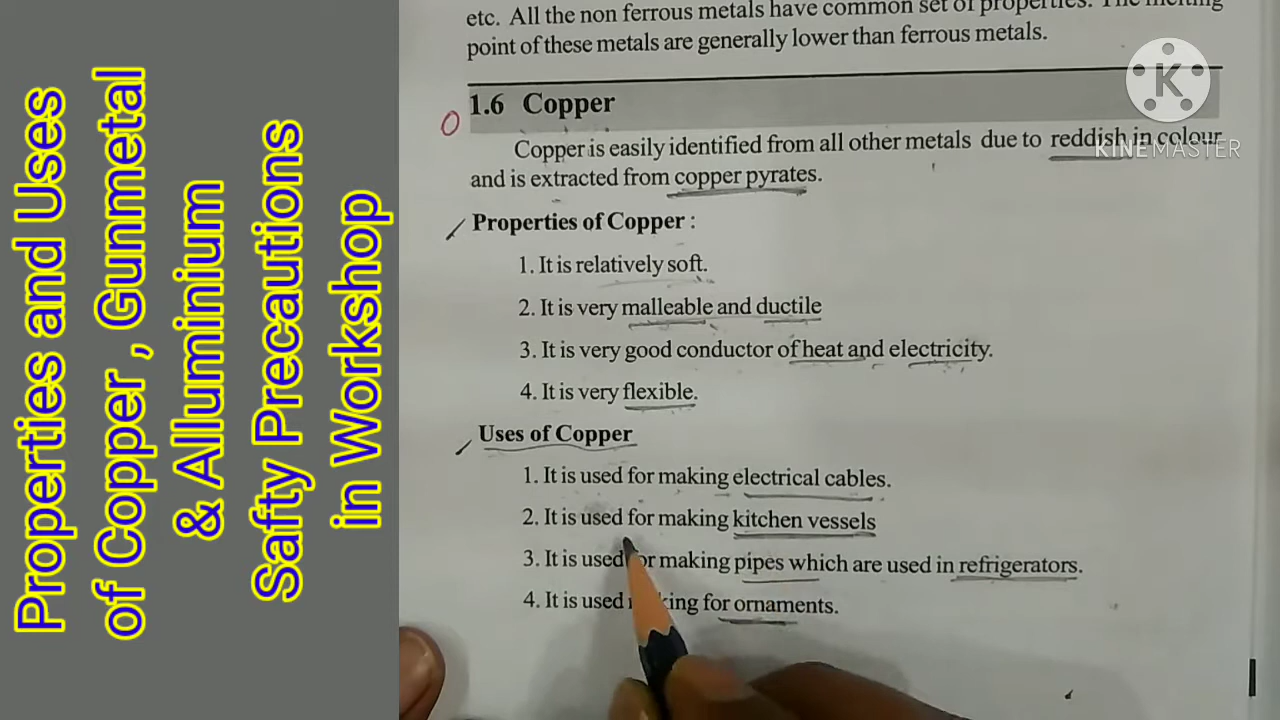 Properties and Uses
of Copper , Gunmetal
& Alluminium
Safty Precautions
in Workshop
etc. All the non ferrous metals have common set of properties. The melting
point of these metals are generally lower than ferrous metals.
K
KINEMASTER
1.6 Copper
Copper is easily identified from all other metals due to reddish in colour
and is extracted from copper pyrates.
Properties of Copper :
1. It is relatively soft.
2. It is very malleable and ductile
3. It is very good conductor of heat and electricity.
4. It is very flexible.
Uses of Copper
1. It is used for making electrical cables.
2. It is used for making kitchen vessels
3. It is used for making pipes which are used in refrigerators.
4. It is used making for ornaments.